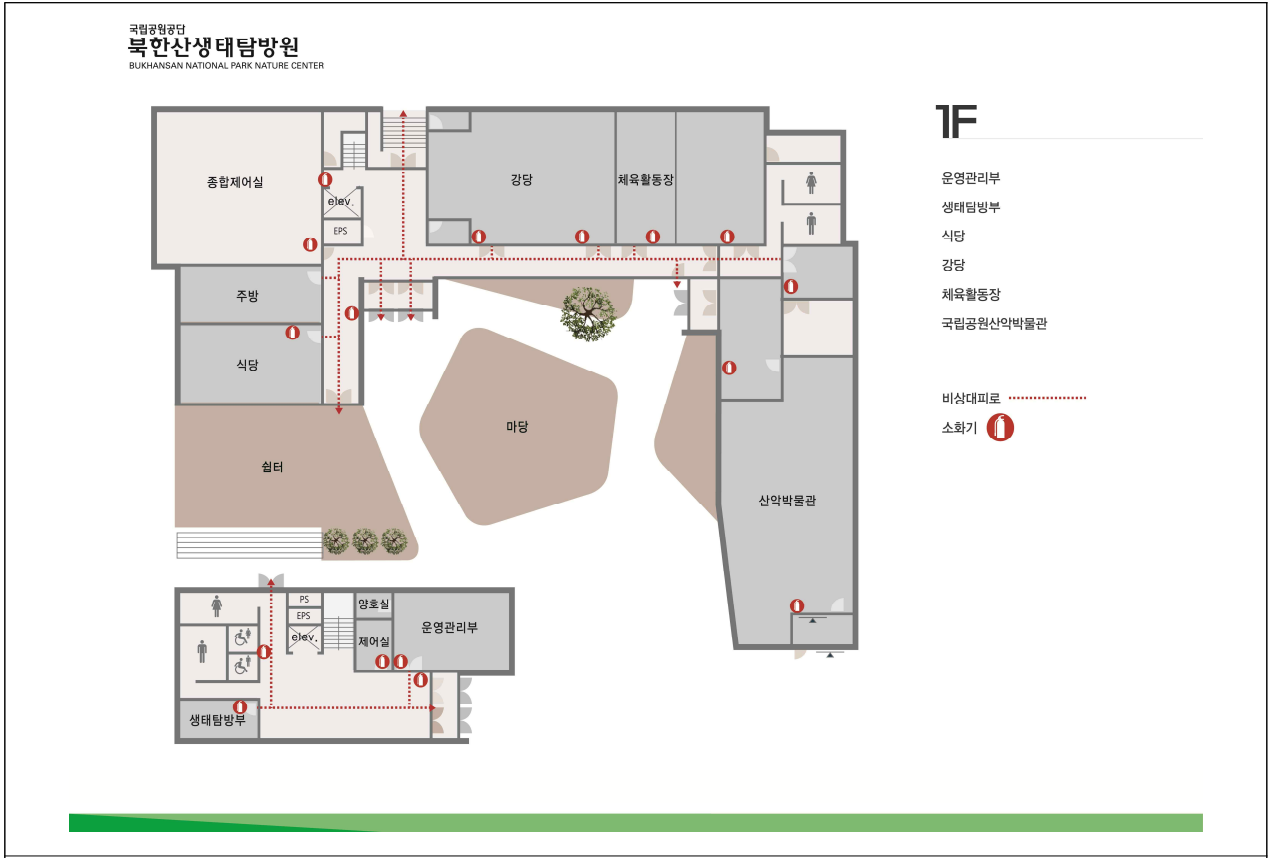 국립공원공단
북한산생태탐방원
BUKHANSAN NATIONAL PARK NATURE CENTER
1F
운영관리부
생태탐방부
식당
강당
체육활동장
국립공원산악박물관
비상대피로
소화기
종합제어실
elev.
EPS
강당
체육활동장
주방
식당
쉼터
마당
산악박물관
PS
EPS
elev.
양호실
제어실
운영관리부
생태탐방부